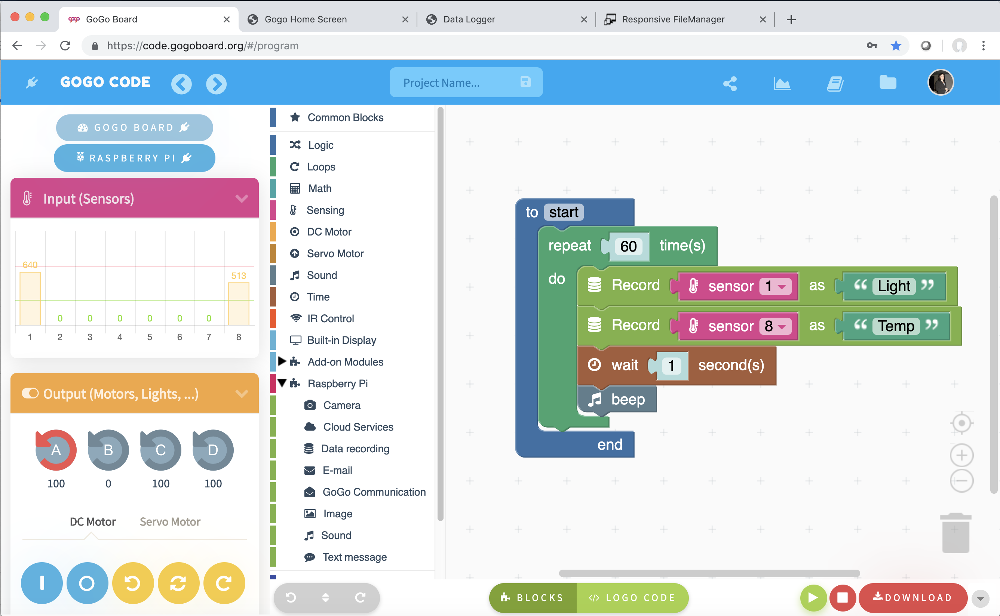 GoGo Board
Gogo Home Screen
Data Logger
Responsive FileManager
https://code.gogoboard.org/#/program
GOGO CODE
Project Name...
GOGO BOARD
RASPBERRY PI
Input (Sensors)
640
513
0 0 0 0 0 0
1 2 3 4 5 6 7 8
Output (Motors, Lights, ...)
A B C D
100 0 100 100
DC Motor Servo Motor
Common Blocks
Logic
Loops
Math
Sensing
DC Motor
Servo Motor
Sound
Time
IR Control
Built-in Display
Add-on Modules
Raspberry Pi
Camera
Cloud Services
Data recording
E-mail
GoGo Communication
Image
Sound
Text message
to start
repeat 60 time(s)
do
Record sensor 1 as “ Light ”
Record sensor 8 as “ Temp ”
wait 1 second(s)
beep
end
BLOCKS
</> LOGO CODE
DOWNLOAD